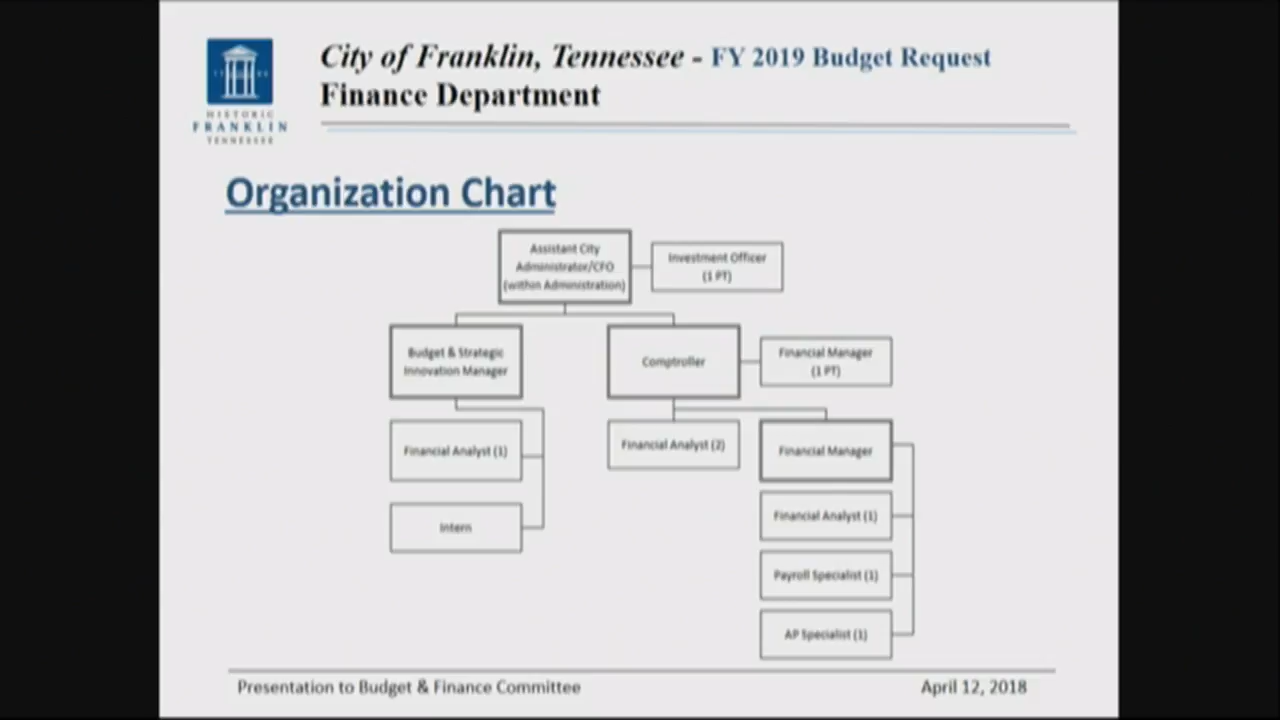 City of Franklin, Tennessee - FY 2019 Budget Request
Finance Department
HISTORIC
FRANKLIN
TENNESSEE
Organization Chart
Assistant City
Administrator/CFO
(within Administration)
Investment Officer
(1 PT)
Budget & Strategic
Innovation Manager
Comptroller
Financial Manager
(1 PT)
Financial Analyst (1)
Financial Analyst (2)
Financial Manager
Intern
Financial Analyst (1)
Payroll Specialist (1)
AP Specialist (1)
Presentation to Budget & Finance Committee
April 12, 2018